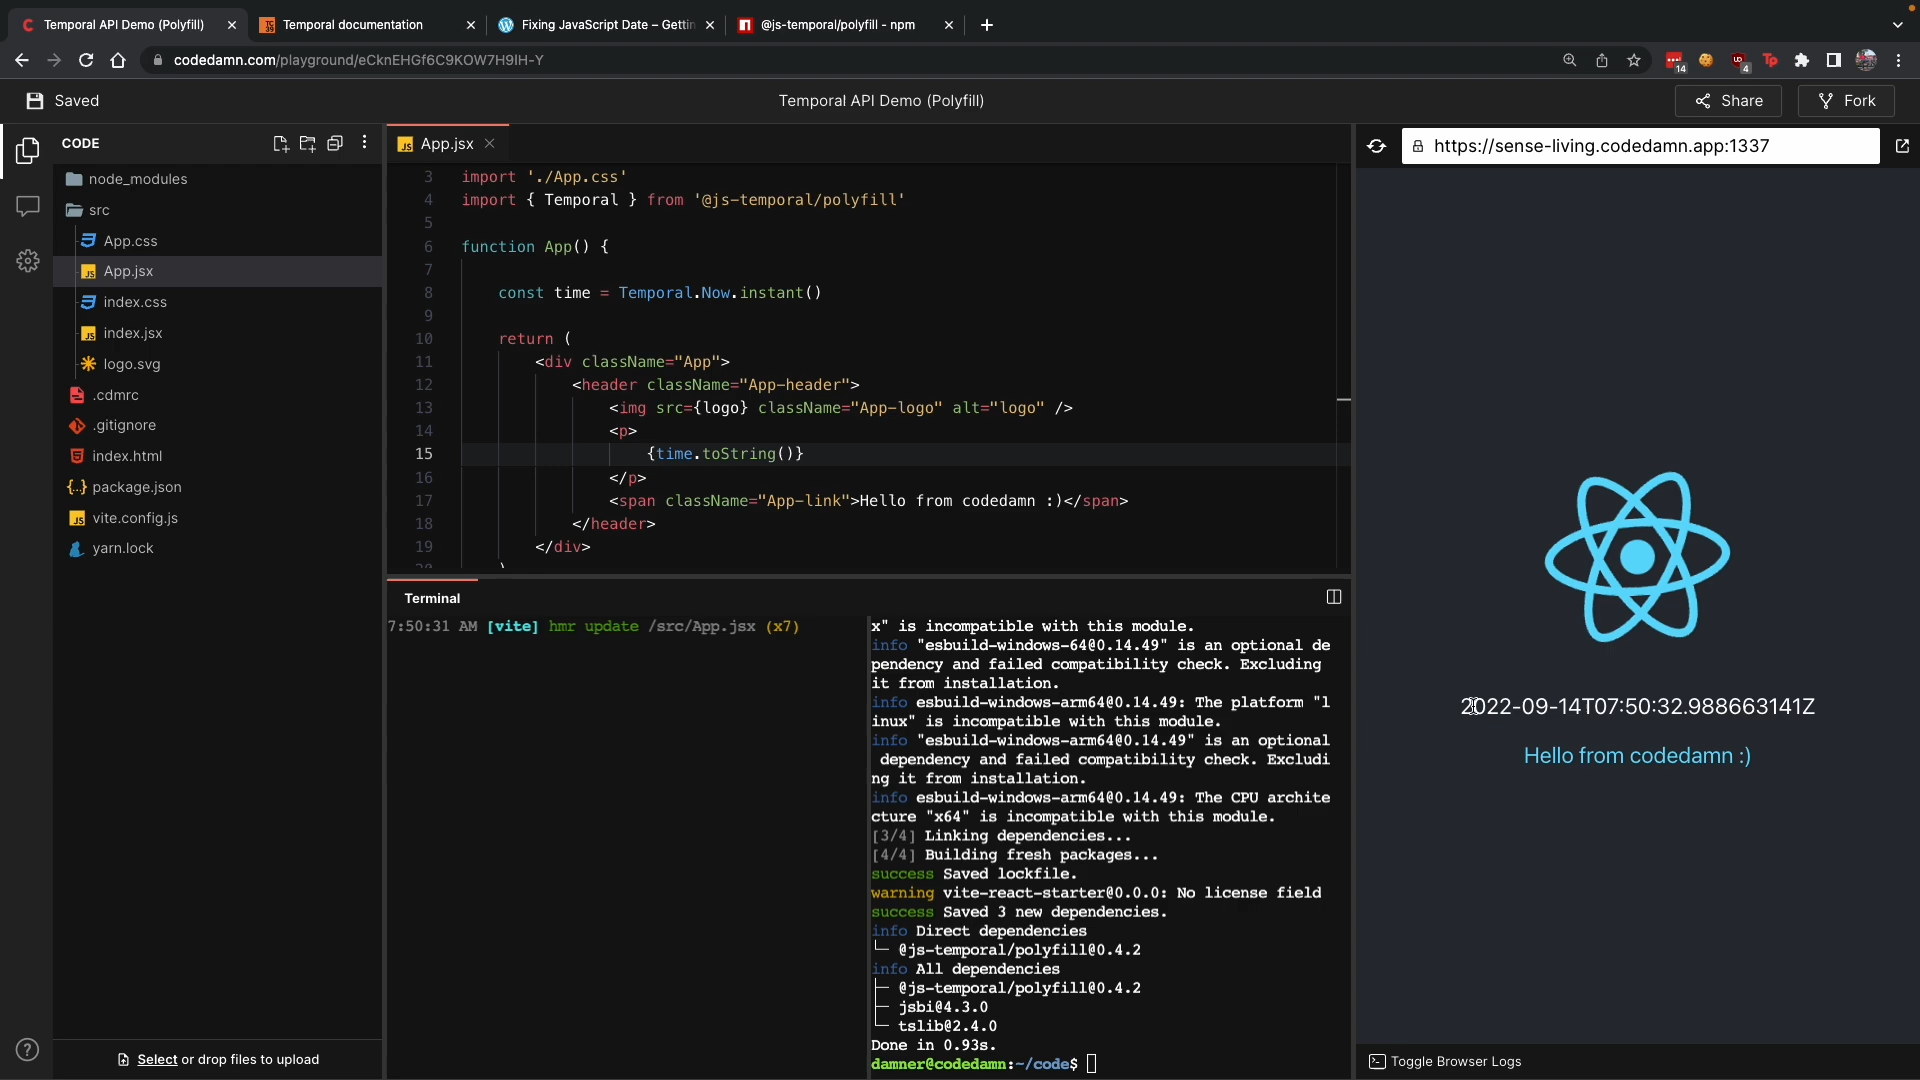 Temporal API Demo (Polyfill)
Temporal documentation
Fixing JavaScript Date – Gettin
@js-temporal/polyfill - npm
codedamn.com/playground/eCknEHGf6C9KOW7H9IH-Y
14
4
Saved
Temporal API Demo (Polyfill)
Share
Fork
CODE
node_modules
src
App.css
App.jsx
index.css
index.jsx
logo.svg
.cdmrc
.gitignore
index.html
package.json
vite.config.js
yarn.lock
Select or drop files to upload
App.jsx
3 import './App.css'
4 import { Temporal } from '@js-temporal/polyfill'
5
6 function App() {
7
8 const time = Temporal.Now.instant()
9
10 return (
11 <div className="App">
12 <header className="App-header">
13 <img src={logo} className="App-logo" alt="logo" />
14 <p>
15 {time.toString()}
16 </p>
17 <span className="App-link">Hello from codedamn :)</span>
18 </header>
19 </div>
20 )
Terminal
7:50:31 AM [vite] hmr update /src/App.jsx (x7)
x" is incompatible with this module.
info "esbuild-windows-64@0.14.49" is an optional de
pendency and failed compatibility check. Excluding
it from installation.
info esbuild-windows-arm64@0.14.49: The platform "l
inux" is incompatible with this module.
info "esbuild-windows-arm64@0.14.49" is an optional
dependency and failed compatibility check. Excludi
ng it from installation.
info esbuild-windows-arm64@0.14.49: The CPU archite
cture "x64" is incompatible with this module.
[3/4] Linking dependencies...
[4/4] Building fresh packages...
success Saved lockfile.
warning vite-react-starter@0.0.0: No license field
success Saved 3 new dependencies.
info Direct dependencies
└─ @js-temporal/polyfill@0.4.2
info All dependencies
├─ @js-temporal/polyfill@0.4.2
├─ jsbi@4.3.0
└─ tslib@2.4.0
Done in 0.93s.
damner@codedamn:~/code$
https://sense-living.codedamn.app:1337
2022-09-14T07:50:32.988663141Z
Hello from codedamn :)
Toggle Browser Logs